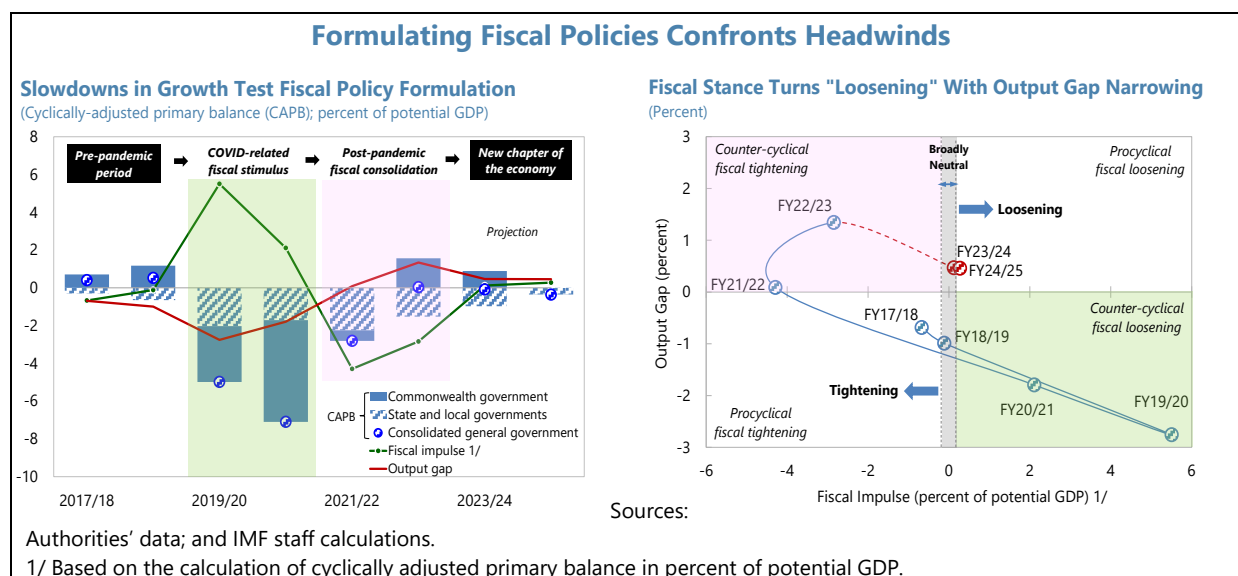 Formulating Fiscal Policies Confronts Headwinds
Slowdowns in Growth Test Fiscal Policy Formulation
(Cyclically-adjusted primary balance (CAPB); percent of potential GDP)
8
6
4
2
0
-2
-4
-6
-8
-10
Pre-pandemic
period
COVID-related
fiscal stimulus
Post-pandemic
fiscal consolidation
New chapter of
the economy
Projection
CAPB
Commonwealth government
State and local governments
Consolidated general government
Fiscal impulse 1/
Output gap
2017/18 2019/20 2021/22 2023/24
Fiscal Stance Turns "Loosening" With Output Gap Narrowing
(Percent)
Output Gap (percent)
3
2
1
0
-1
-2
-3
Counter-cyclical
fiscal tightening
Broadly
Neutral
Procyclical
fiscal loosening
Loosening
FY22/23
FY23/24
FY24/25
FY21/22
FY17/18
FY18/19
Counter-cyclical
fiscal loosening
Tightening
FY20/21
FY19/20
Procyclical
fiscal tightening
-6 -4 -2 0 2 4 6
Fiscal Impulse (percent of potential GDP) 1/
Sources:
Authorities' data; and IMF staff calculations.
1/ Based on the calculation of cyclically adjusted primary balance in percent of potential GDP.